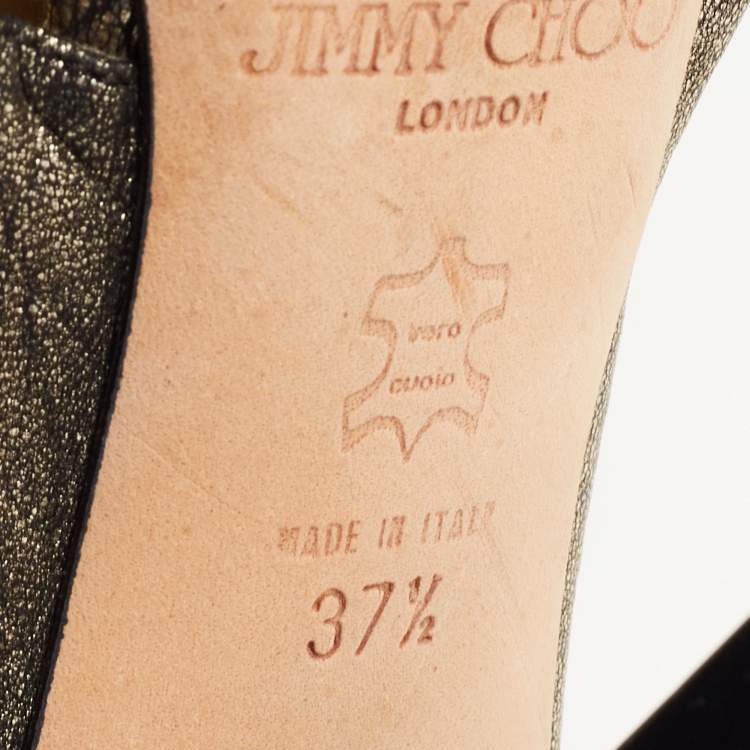 JIMMY CHOO
LONDON
vero
cuoio
MADE IN ITALY
37½